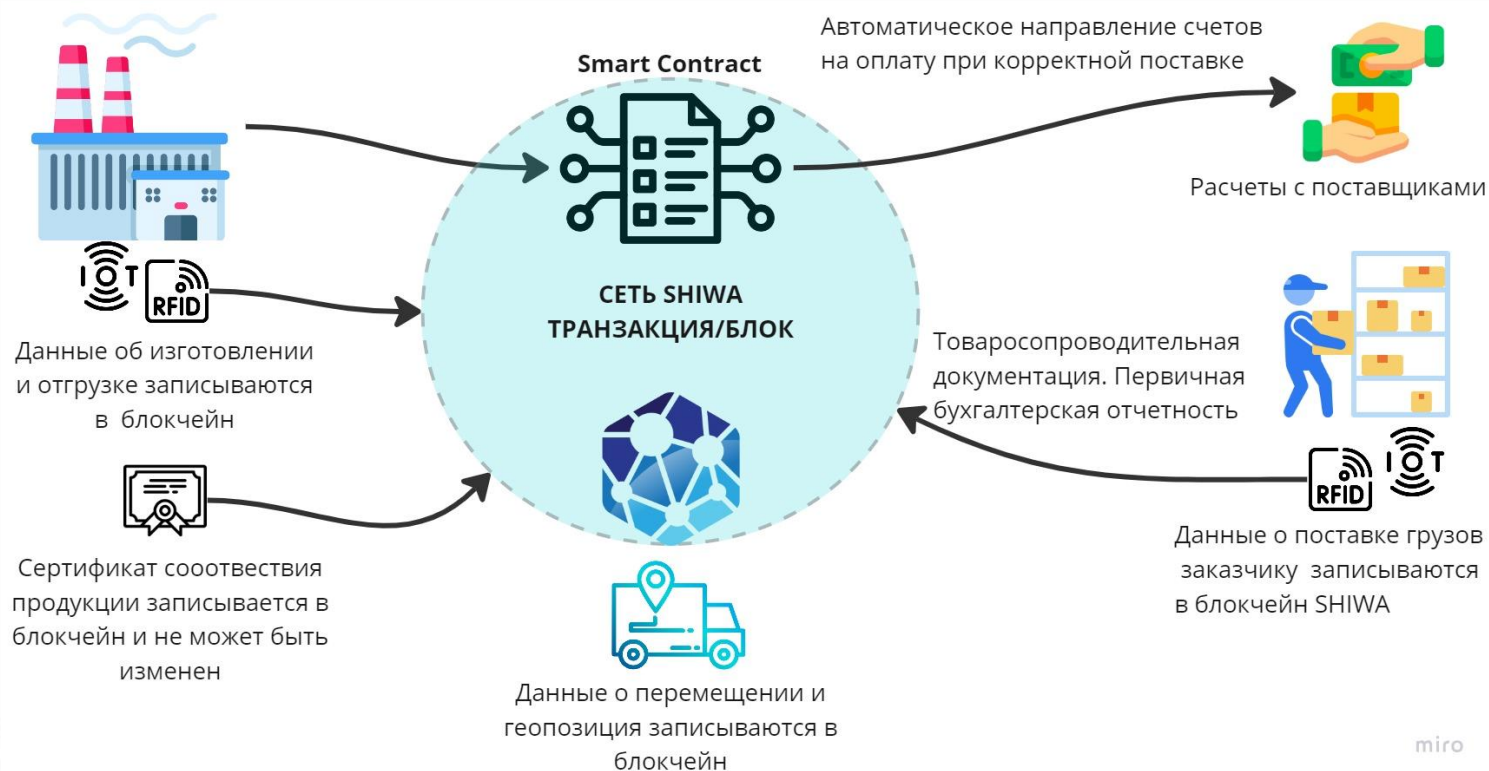 Smart Contract
Автоматическое направление счетов
на оплату при корректной поставке
Расчеты с поставщиками
IOT
RFID
Данные об изготовлении
и отгрузке записываются
в блокчейн
СЕТЬ SHIWA
ТРАНЗАКЦИЯ/БЛОК
Товаросопроводительная
документация. Первичная
бухгалтерская отчетность
RFID
IOT
Данные о поставке грузов
заказчику записываются
в блокчейн SHIWA
Сертификат сооотвествия
продукции записывается в
блокчейн и не может быть
изменен
Данные о перемещении и
геопозиция записываются в
блокчейн
miro